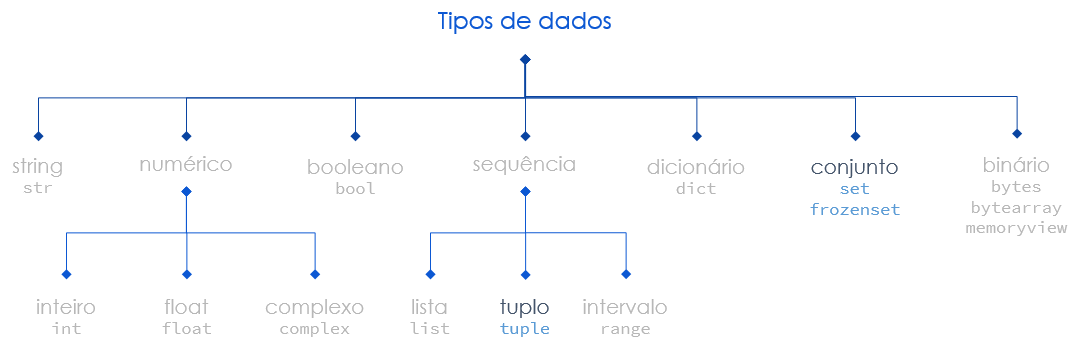 Tipos de dados
string
str
numérico
booleano
bool
sequência
dicionário
dict
conjunto
set
frozenset
binário
bytes
bytearray
memoryview
inteiro
int
float
float
complexo
complex
lista
list
tuplo
tuple
intervalo
range